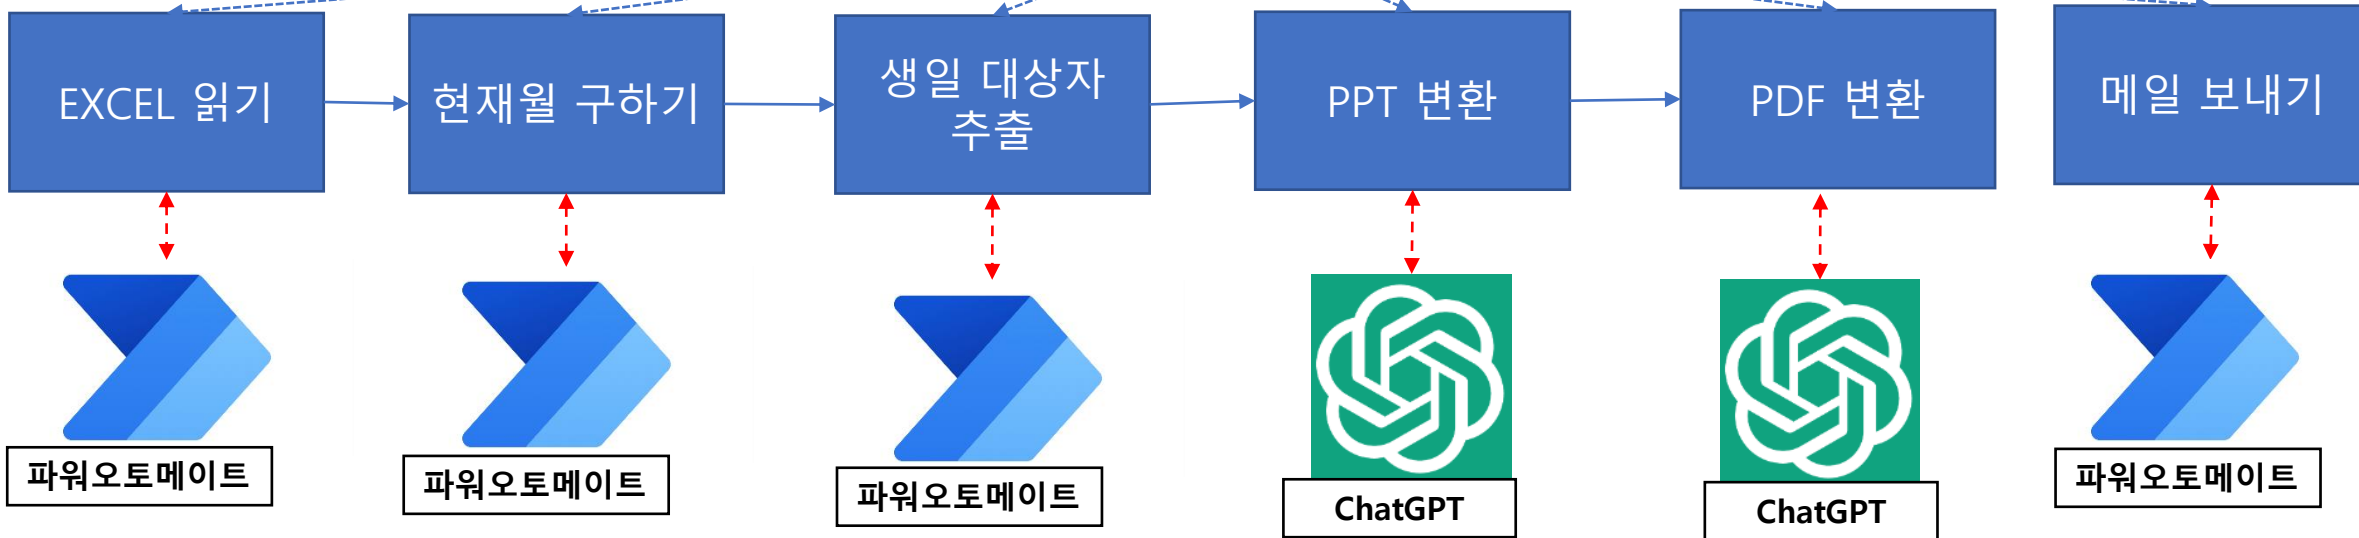 EXCEL 읽기
현재월 구하기
생일 대상자
추출
PPT 변환
PDF 변환
메일 보내기
파워오토메이트
파워오토메이트
파워오토메이트
ChatGPT
ChatGPT
파워오토메이트